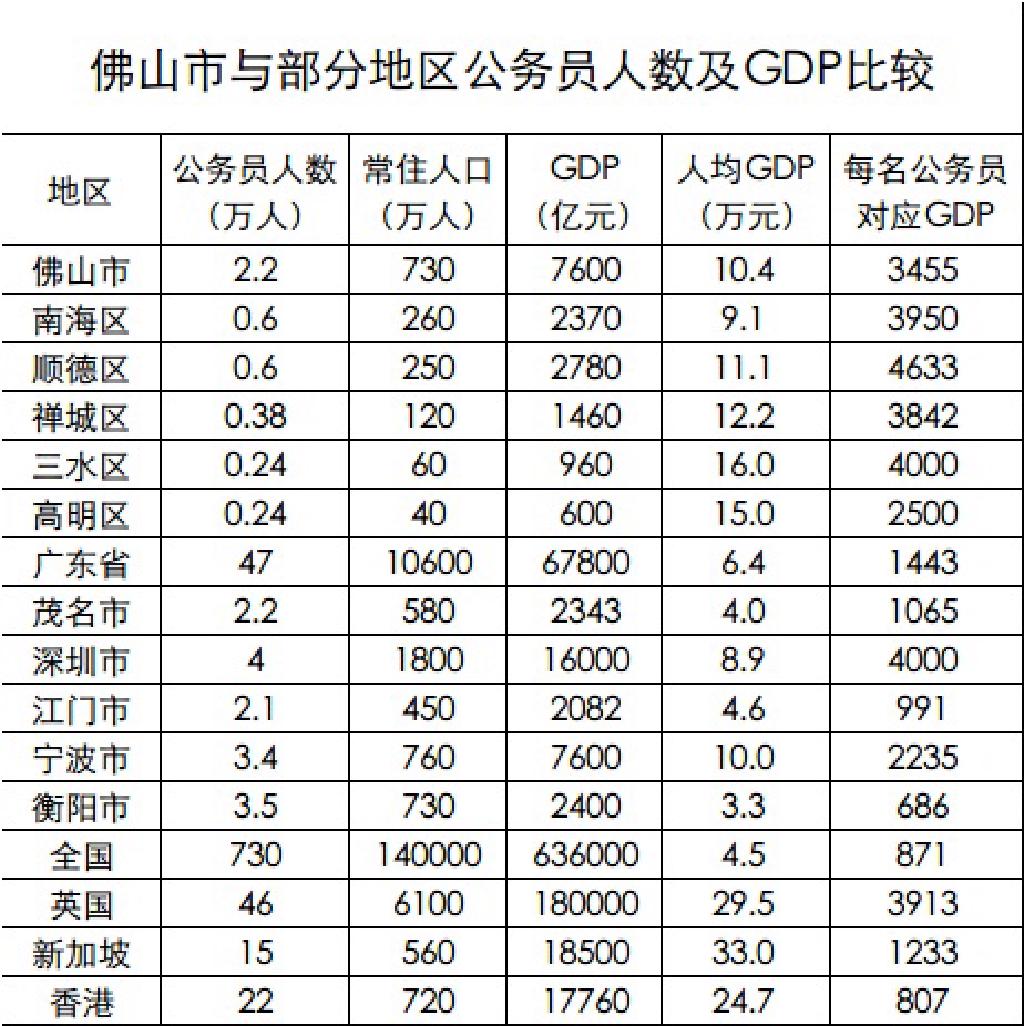 佛山市与部分地区公务员人数及GDP比较
地区 公务员人数（万人） 常住人口（万人） GDP（亿元） 人均GDP（万元） 每名公务员对应GDP
佛山市 2.2 730 7600 10.4 3455
南海区 0.6 260 2370 9.1 3950
顺德区 0.6 250 2780 11.1 4633
禅城区 0.38 120 1460 12.2 3842
三水区 0.24 60 960 16.0 4000
高明区 0.24 40 600 15.0 2500
广东省 47 10600 67800 6.4 1443
茂名市 2.2 580 2343 4.0 1065
深圳市 4 1800 16000 8.9 4000
江门市 2.1 450 2082 4.6 991
宁波市 3.4 760 7600 10.0 2235
衡阳市 3.5 730 2400 3.3 686
全国 730 140000 636000 4.5 871
英国 46 6100 180000 29.5 3913
新加坡 15 560 18500 33.0 1233
香港 22 720 17760 24.7 807